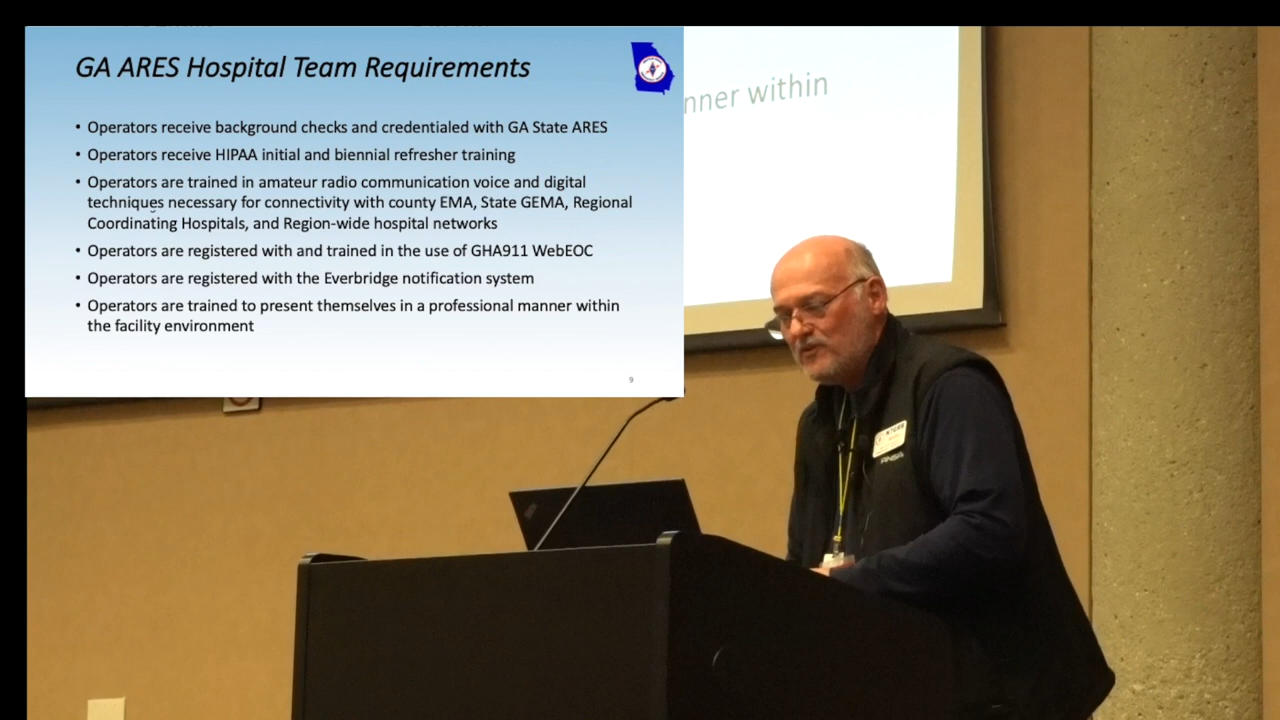 GA ARES Hospital Team Requirements
• Operators receive background checks and credentialed with GA State ARES
• Operators receive HIPAA initial and biennial refresher training
• Operators are trained in amateur radio communication voice and digital
techniques necessary for connectivity with county EMA, State GEMA, Regional
Coordinating Hospitals, and Region-wide hospital networks
• Operators are registered with and trained in the use of GHA911 WebEOC
• Operators are registered with the Everbridge notification system
• Operators are trained to present themselves in a professional manner within
the facility environment
9
nner within